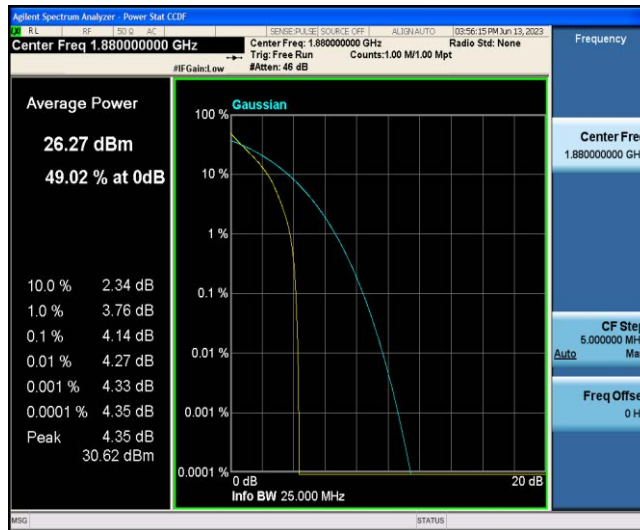 Agilent Spectrum Analyzer - Power Stat CCDF
RL RF 50 Ω AC SENSE:PULSE SOURCE OFF ALIGN AUTO 03:56:15 PM Jun 13, 2023
Center Freq 1.880000000 GHz
Center Freq: 1.880000000 GHz Radio Std: None
Trig: Free Run Counts:1.00 M/1.00 Mpt
#IFGain:Low #Atten: 46 dB
Frequency
Average Power
26.27 dBm
49.02 % at 0dB
10.0 % 2.34 dB
1.0 % 3.76 dB
0.1 % 4.14 dB
0.01 % 4.27 dB
0.001 % 4.33 dB
0.0001 % 4.35 dB
Peak 4.35 dB
30.62 dBm
Gaussian
100 %
10 %
1 %
0.1 %
0.01 %
0.001 %
0.0001 %
0 dB 20 dB
Info BW 25.000 MHz
Center Fre
1.880000000 GH
CF Ste
5.000000 MH
Auto Ma
Freq Offse
0 H
MSG STATUS